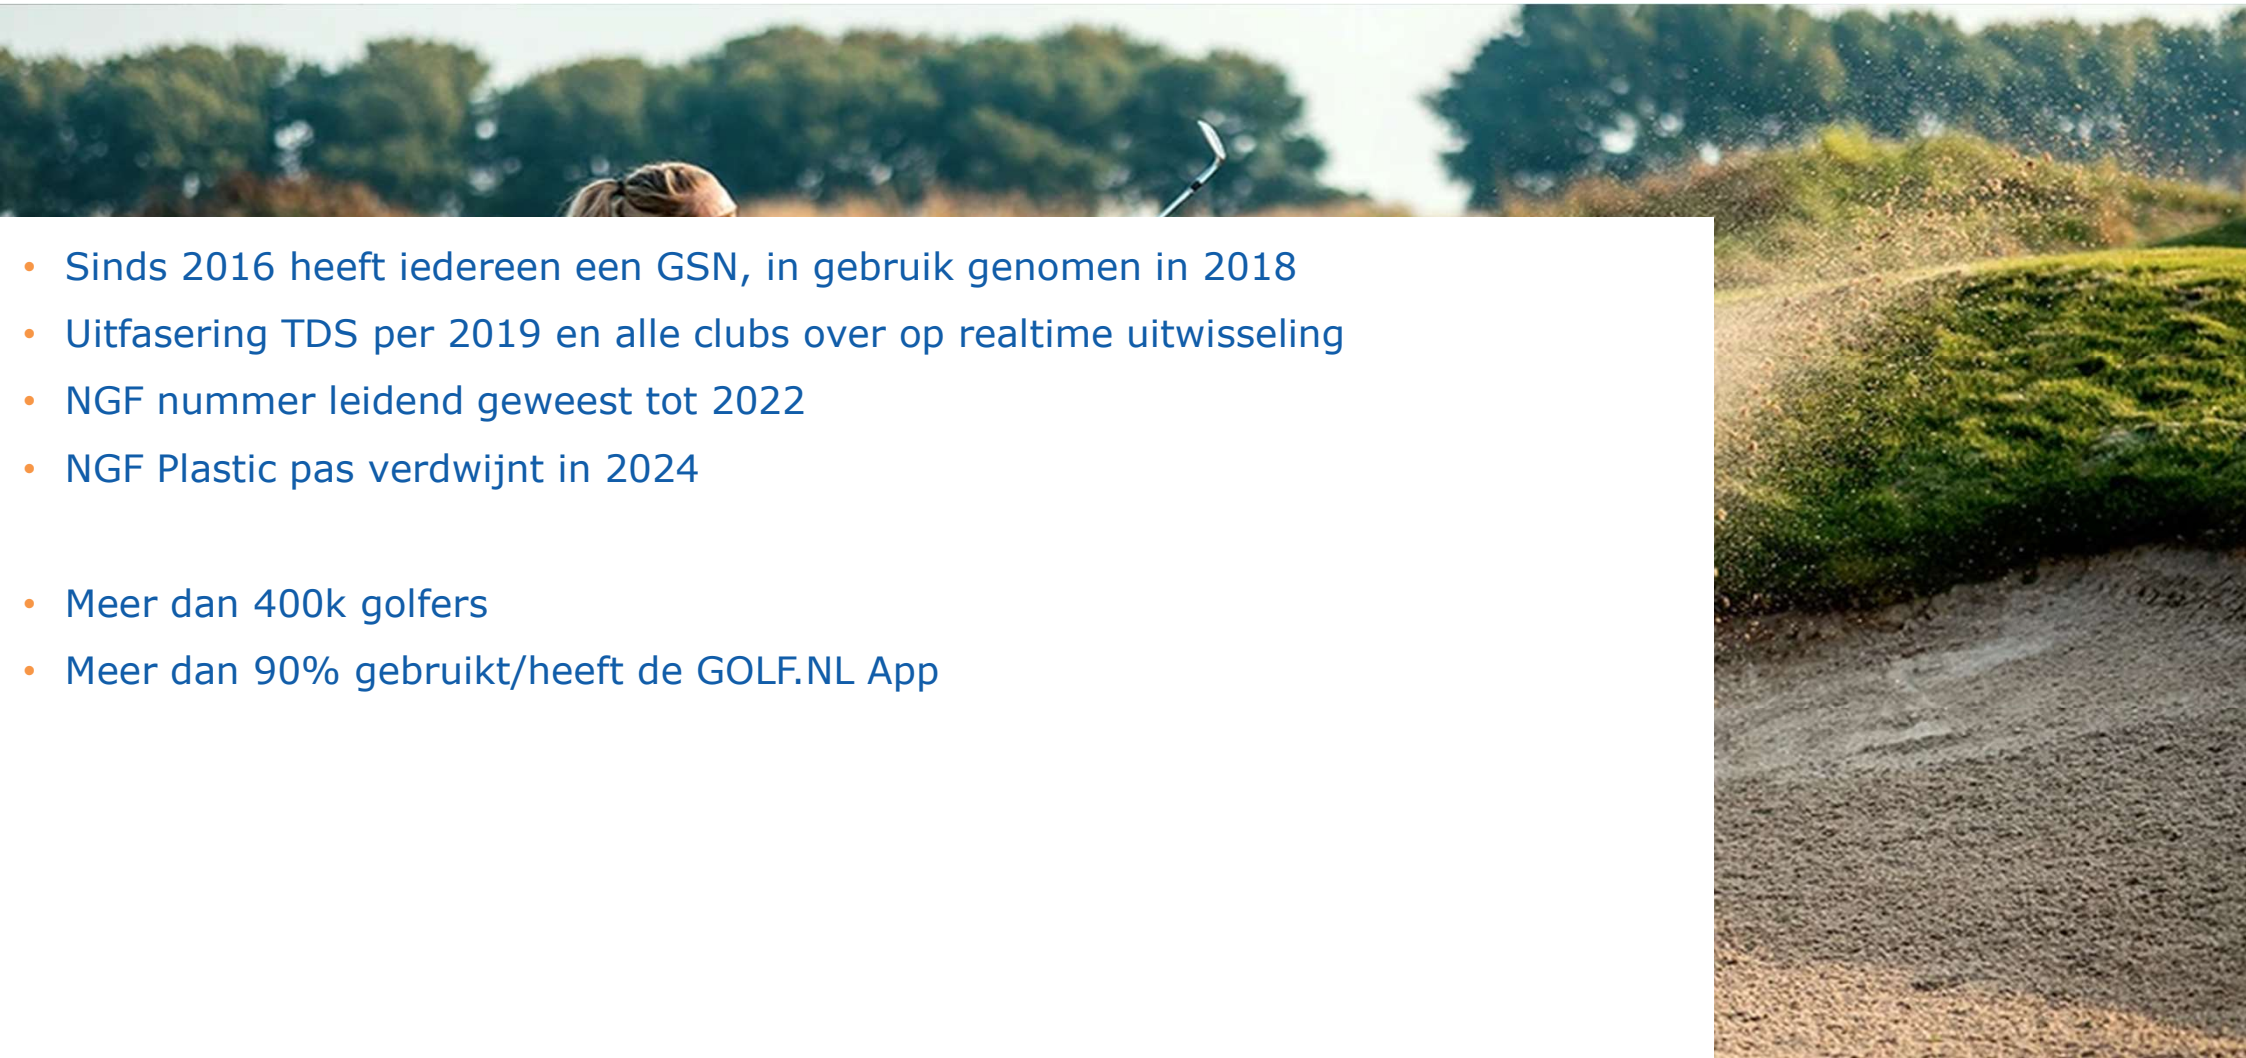 • Sinds 2016 heeft iedereen een GSN, in gebruik genomen in 2018
• Uitfasering TDS per 2019 en alle clubs over op realtime uitwisseling
• NGF nummer leidend geweest tot 2022
• NGF Plastic pas verdwijnt in 2024
• Meer dan 400k golfers
• Meer dan 90% gebruikt/heeft de GOLF.NL App